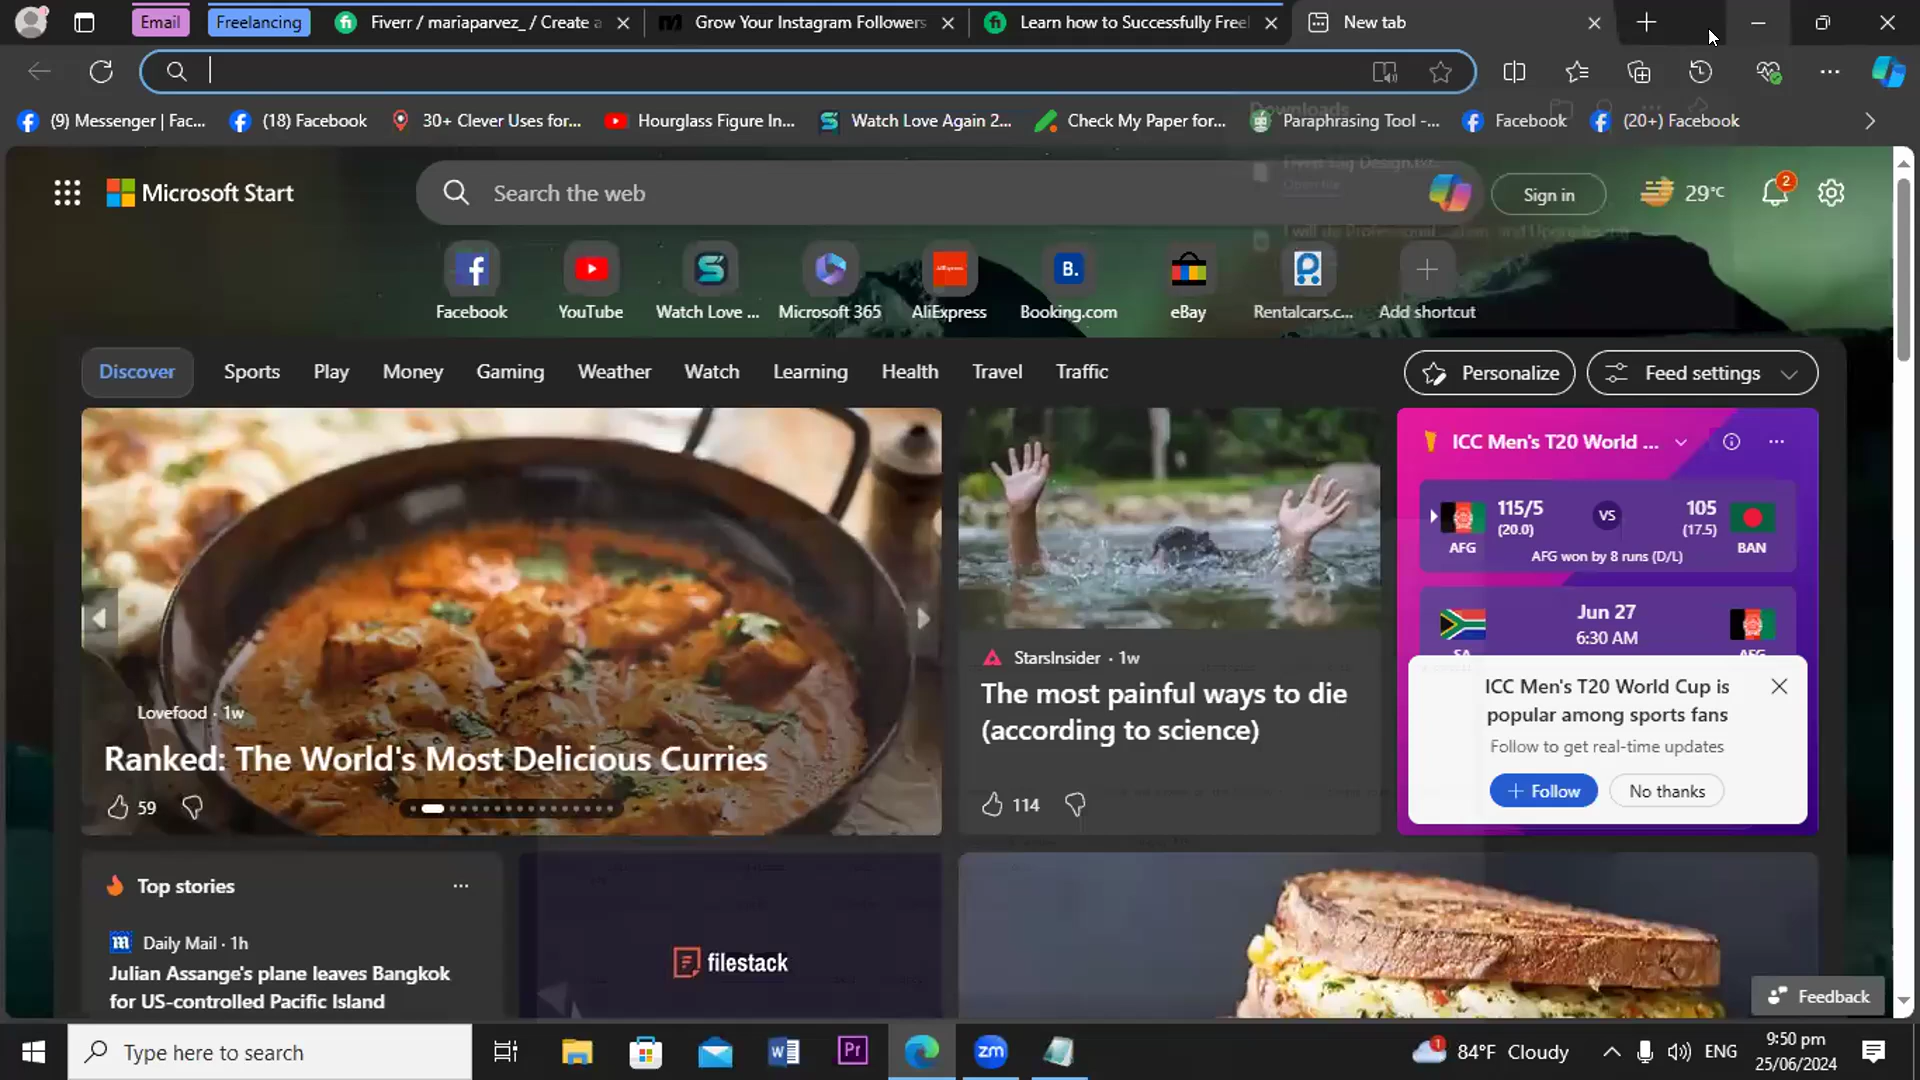 Email
Freelancing
Fiverr / mariaparvez_ / Create a
Grow Your Instagram Followers
Learn how to Successfully Freel
New tab
(9) Messenger | Fac...
(18) Facebook
30+ Clever Uses for...
Hourglass Figure In...
Watch Love Again 2...
Check My Paper for...
Paraphrasing Tool -...
Facebook
(20+) Facebook
Downloads
Open file
Microsoft Start
Search the web
Sign in
29°C
2
Facebook
YouTube
Watch Love ...
Microsoft 365
AliExpress
Booking.com
eBay
Rentalcars.c...
Add shortcut
Discover
Sports
Play
Money
Gaming
Weather
Watch
Learning
Health
Travel
Traffic
Personalize
Feed settings
Lovefood · 1w
Ranked: The World's Most Delicious Curries
59
StarsInsider · 1w
The most painful ways to die
(according to science)
114
ICC Men's T20 World ...
115/5
(20.0)
VS
105
(17.5)
AFG
BAN
AFG won by 8 runs (D/L)
Jun 27
6:30 AM
SA
AFG
ICC Men's T20 World Cup is
popular among sports fans
Follow to get real-time updates
Follow
No thanks
Top stories
Daily Mail · 1h
Julian Assange's plane leaves Bangkok
for US-controlled Pacific Island
filestack
Feedback
Type here to search
84°F Cloudy
ENG
9:50 pm
25/06/2024